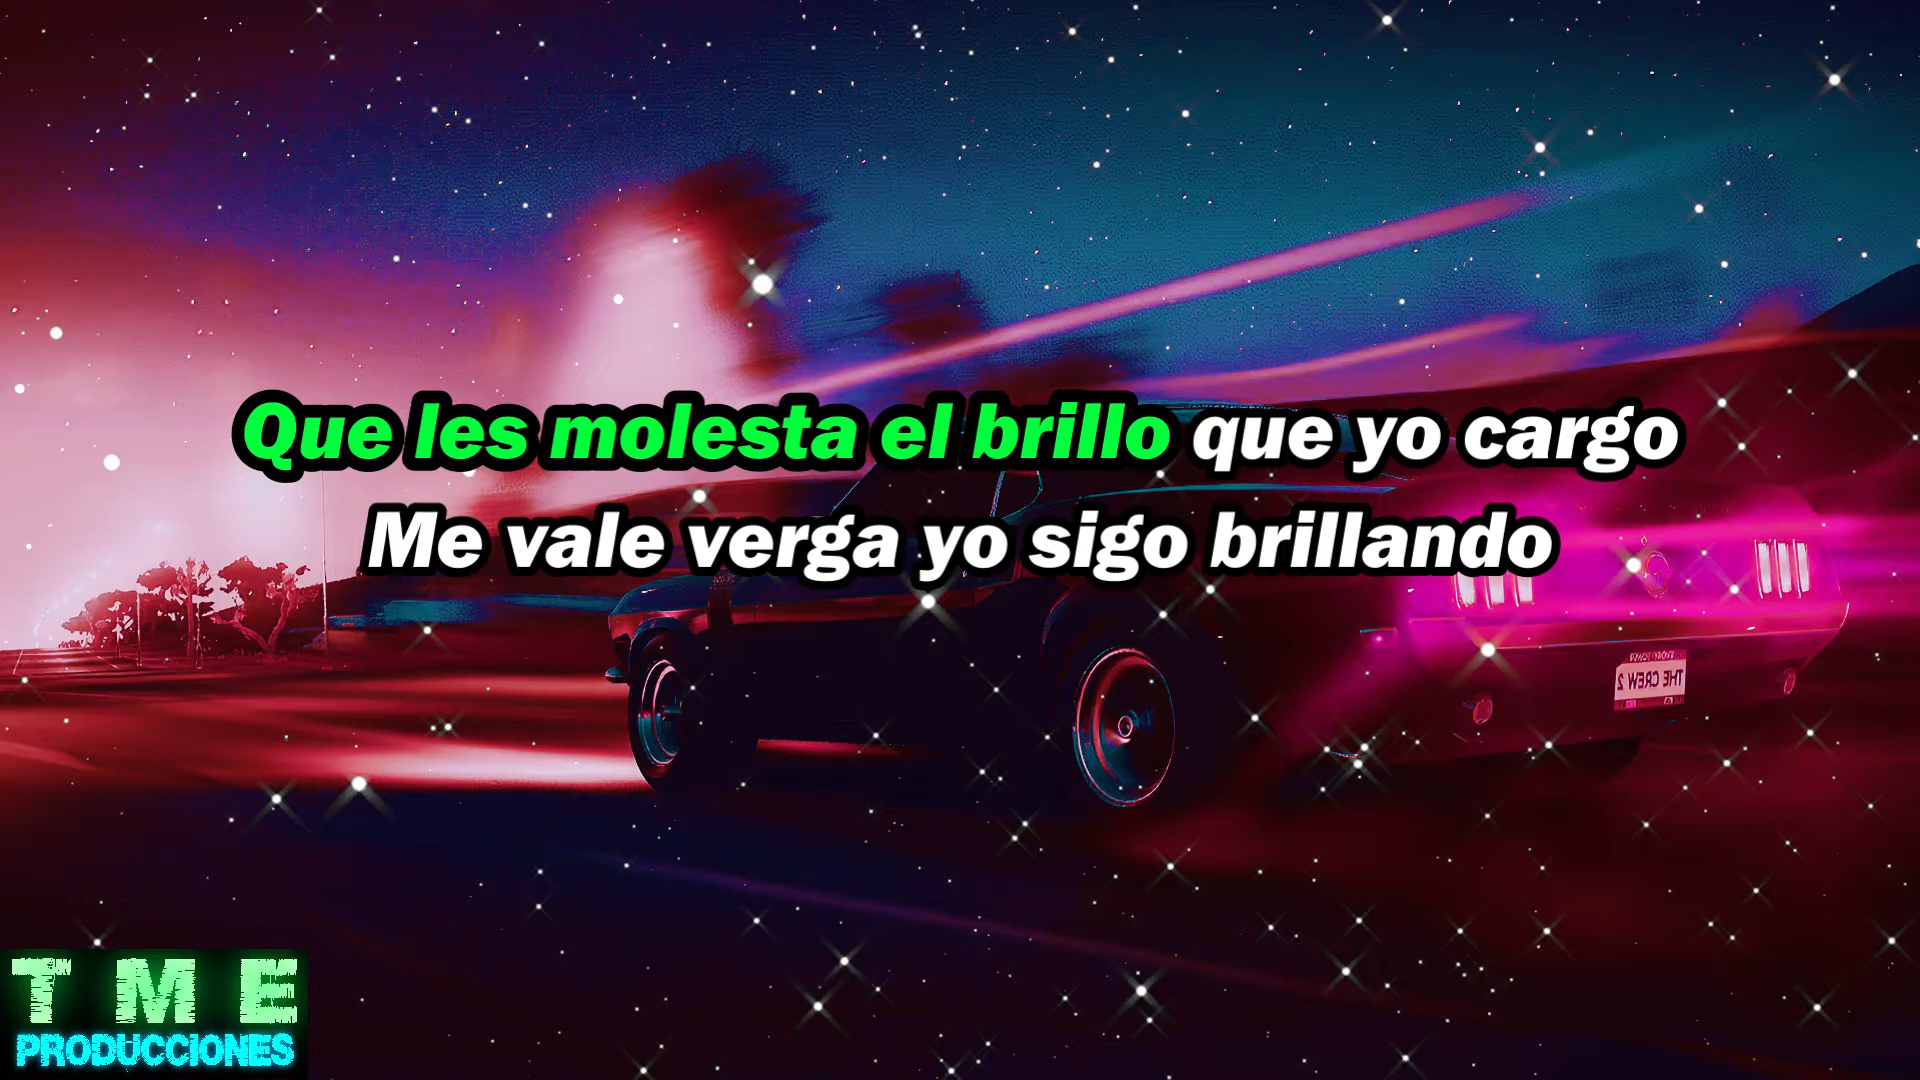 Que les molesta el brillo que yo cargo
Me vale verga yo sigo brillando
THE CREW 2
T M E
PRODUCCIONES